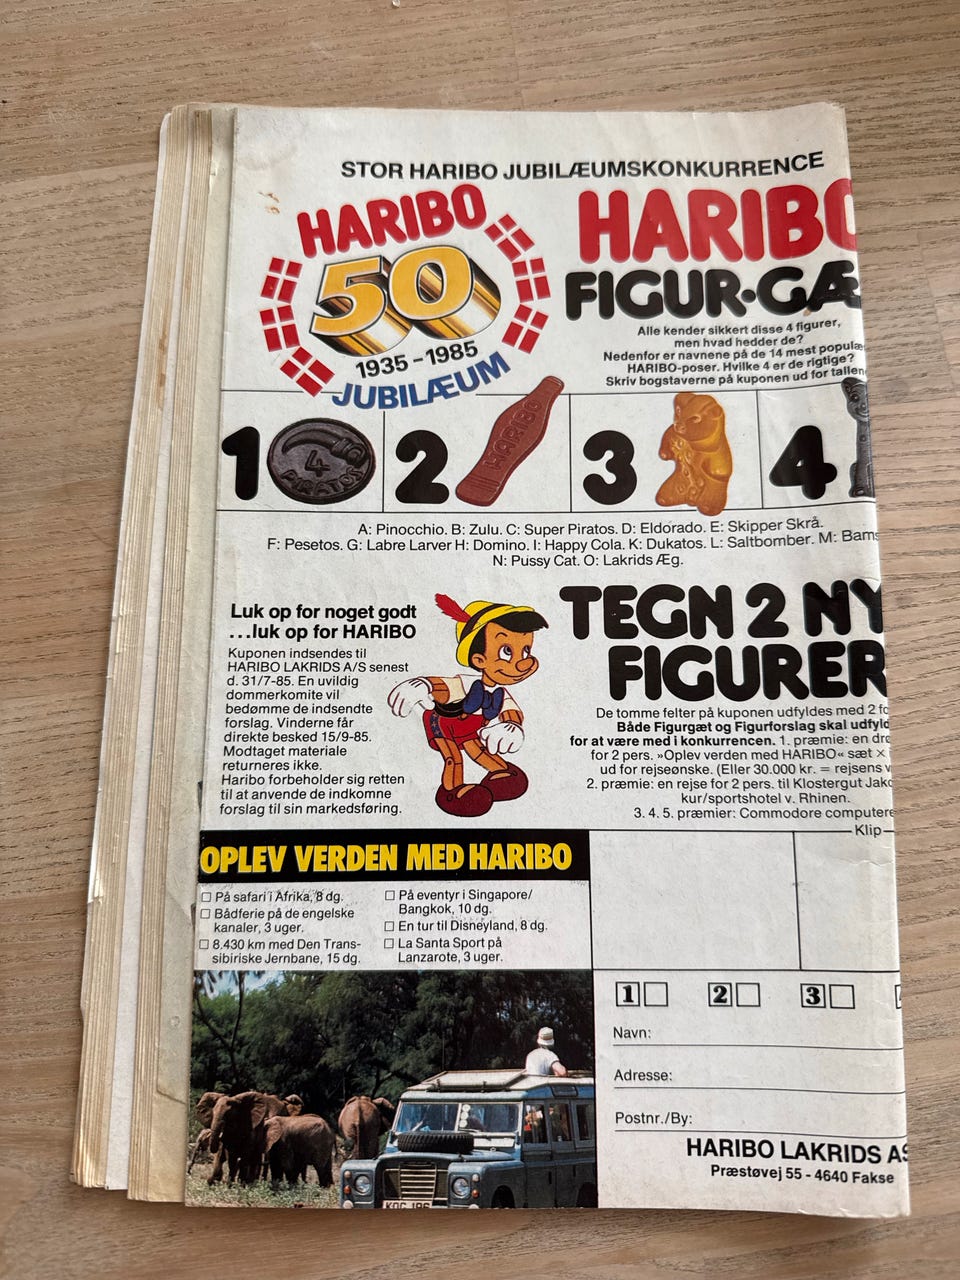 STOR HARIBO JUBILÆUMSKONKURRENCE
HARIBO
50
1935-1985
JUBILÆUM
HARIBO
FIGUR-GÆ
Alle kender sikkert disse 4 figurer,
men hvad hedder de?
Nedenfor er navnene på de 14 mest populæ
HARIBO-poser. Hvilke 4 er de rigtige?
Skriv bogstaverne på kuponen ud for tallen
1
4
PIRATOS
2
HARIBO
3
4
A: Pinocchio. B: Zulu. C: Super Piratos. D: Eldorado. E: Skipper Skrå.
F: Pesetos. G: Labre Larver H: Domino. I: Happy Cola. K: Dukatos. L: Saltbomber. M: Bams
N: Pussy Cat. O: Lakrids Æg.
Luk op for noget godt
...luk op for HARIBO
Kuponen indsendes til
HARIBO LAKRIDS A/S senest
d. 31/7-85. En uvildig
dommerkomite vil
bedømme de indsendte
forslag. Vinderne får
direkte besked 15/9-85.
Modtaget materiale
returneres ikke.
Haribo forbeholder sig retten
til at anvende de indkomne
forslag til sin markedsføring.
TEGN 2 NY
FIGURER
De tomme felter på kuponen udfyldes med 2 fo
Både Figurgæt og Figurforslag skal udfyld
for at være med i konkurrencen. 1. præmie: en drø
for 2 pers. »Oplev verden med HARIBO« sæt × i
ud for rejseønske. (Eller 30.000 kr. = rejsens v
2. præmie: en rejse for 2 pers. til Klostergut Jako
kur/sportshotel v. Rhinen.
3. 4. 5. præmier: Commodore computere
Klip
OPLEV VERDEN MED HARIBO
På safari i Afrika, 8 dg.
Bådferie på de engelske
kanaler, 3 uger.
8.430 km med Den Trans-
sibiriske Jernbane, 15 dg.
På eventyr i Singapore/
Bangkok, 10 dg.
En tur til Disneyland, 8 dg.
La Santa Sport på
Lanzarote, 3 uger.
1 2 3
Navn:
Adresse:
Postnr./By:
HARIBO LAKRIDS AS
Præstøvej 55 - 4640 Fakse